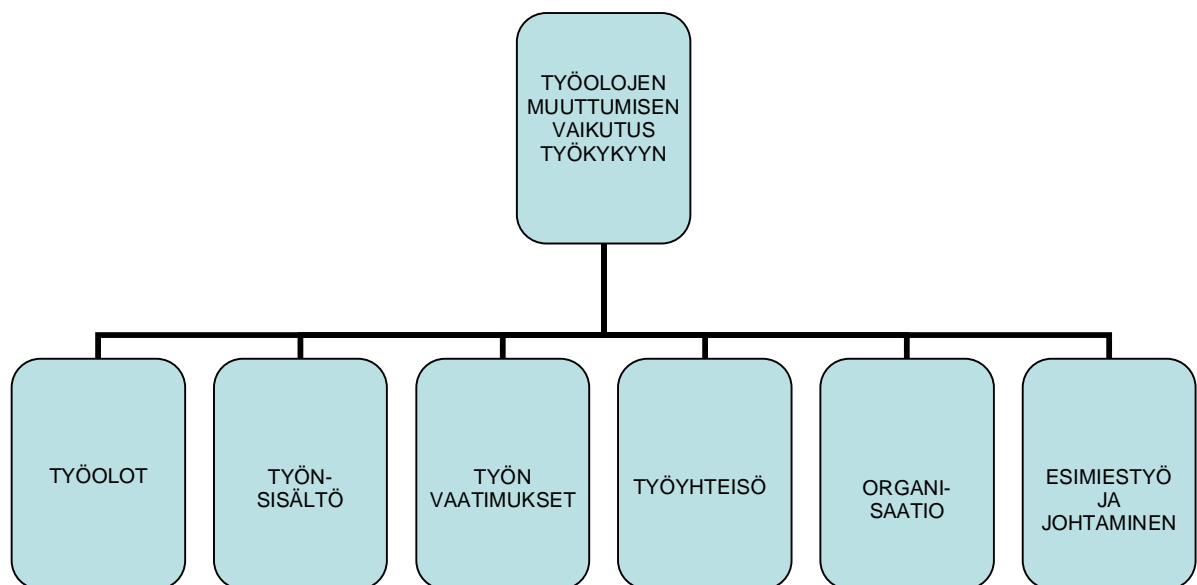 TYÖOLOJEN
MUUTTUMISEN
VAIKUTUS
TYÖKYKYYN
TYÖOLOT
TYÖN-
SISÄLTÖ
TYÖN
VAATIMUKSET
TYÖYHTEISÖ
ORGANI-
SAATIO
ESIMIESTYÖ
JA
JOHTAMINEN